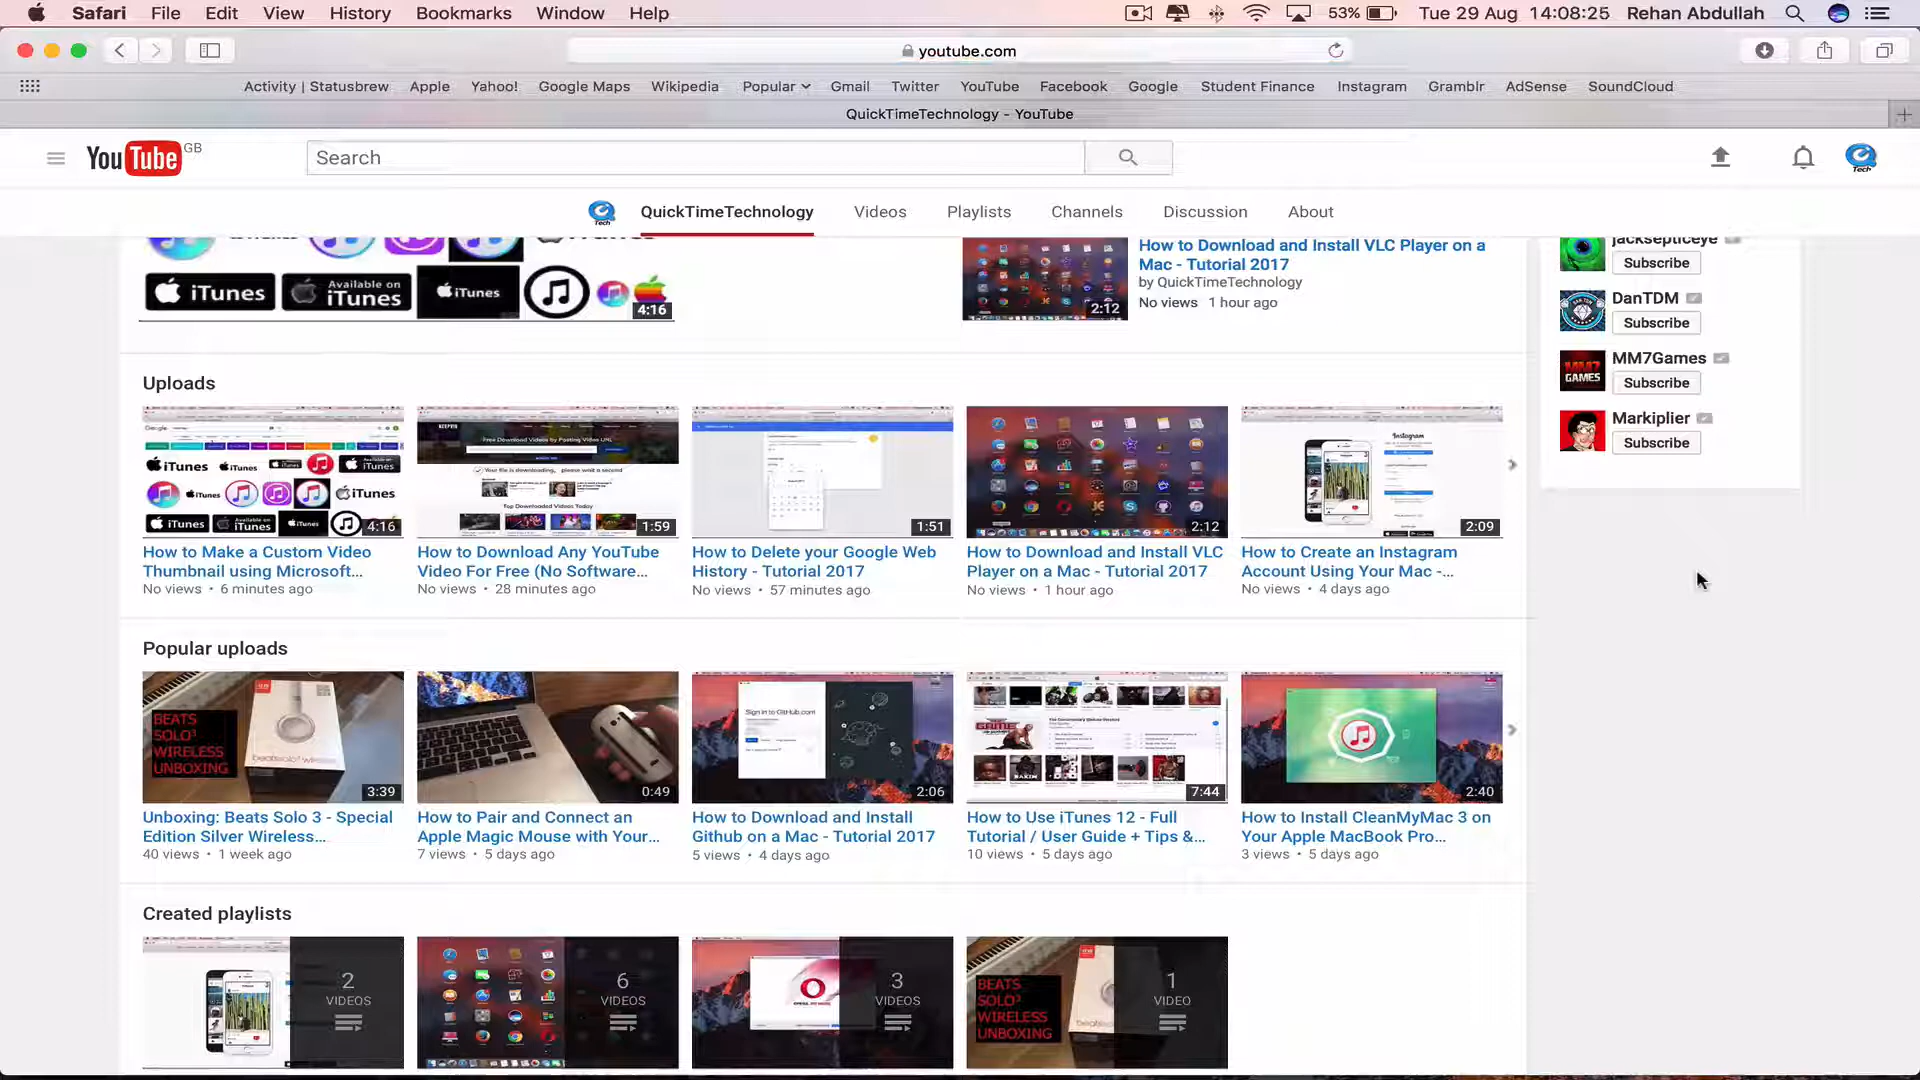 Safari File Edit View History Bookmarks Window Help 53% Tue 29 Aug 14:08:25 Rehan Abdullah
youtube.com
Activity | Statusbrew Apple Yahoo! Google Maps Wikipedia Popular Gmail Twitter YouTube Facebook Google Student Finance Instagram Gramblr AdSense SoundCloud
QuickTimeTechnology - YouTube
YouTube GB Search
QuickTimeTechnology Videos Playlists Channels Discussion About
iTunes Available on iTunes iTunes 4:16
2:12
How to Download and Install VLC Player on a
Mac - Tutorial 2017
by QuickTimeTechnology
No views 1 hour ago
jacksepticeye
Subscribe
DanTDM
Subscribe
MM7Games
Subscribe
Markiplier
Subscribe
Uploads
4:16 1:59 1:51 2:12 2:09
How to Make a Custom Video
Thumbnail using Microsoft...
No views • 6 minutes ago
How to Download Any YouTube
Video For Free (No Software...
No views • 28 minutes ago
How to Delete your Google Web
History - Tutorial 2017
No views • 57 minutes ago
How to Download and Install VLC
Player on a Mac - Tutorial 2017
No views • 1 hour ago
How to Create an Instagram
Account Using Your Mac -...
No views • 4 days ago
Popular uploads
BEATS
SOLO³
WIRELESS
UNBOXING
3:39 0:49 2:06 7:44 2:40
Sign in to GitHub.com
Unboxing: Beats Solo 3 - Special
Edition Silver Wireless...
40 views • 1 week ago
How to Pair and Connect an
Apple Magic Mouse with Your...
7 views • 5 days ago
How to Download and Install
Github on a Mac - Tutorial 2017
5 views • 4 days ago
How to Use iTunes 12 - Full
Tutorial / User Guide + Tips &...
10 views • 5 days ago
How to Install CleanMyMac 3 on
Your Apple MacBook Pro...
3 views • 5 days ago
Created playlists
2
VIDEOS
6
VIDEOS
3
VIDEOS
BEATS
SOLO³
WIRELESS
UNBOXING
1
VIDEO